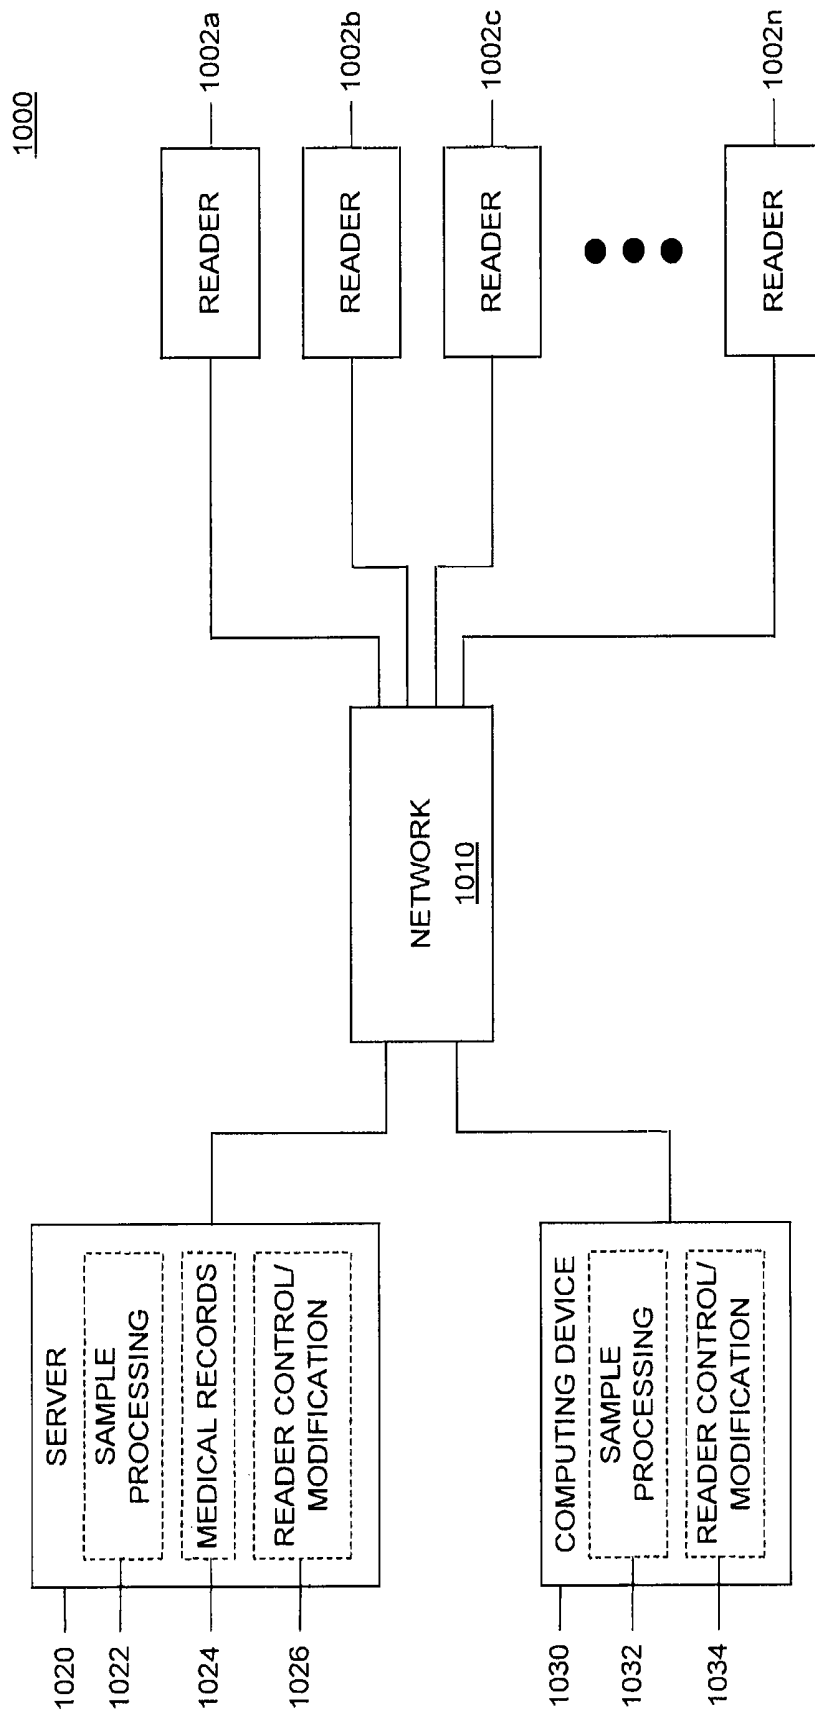 1000
SERVER
SAMPLE
PROCESSING
MEDICAL RECORDS
READER CONTROL/
MODIFICATION
1020
1022
1024
1026
COMPUTING DEVICE
SAMPLE
PROCESSING
READER CONTROL/
MODIFICATION
1030
1032
1034
NETWORK
1010
READER
1002a
READER
1002b
READER
1002c
READER
1002n